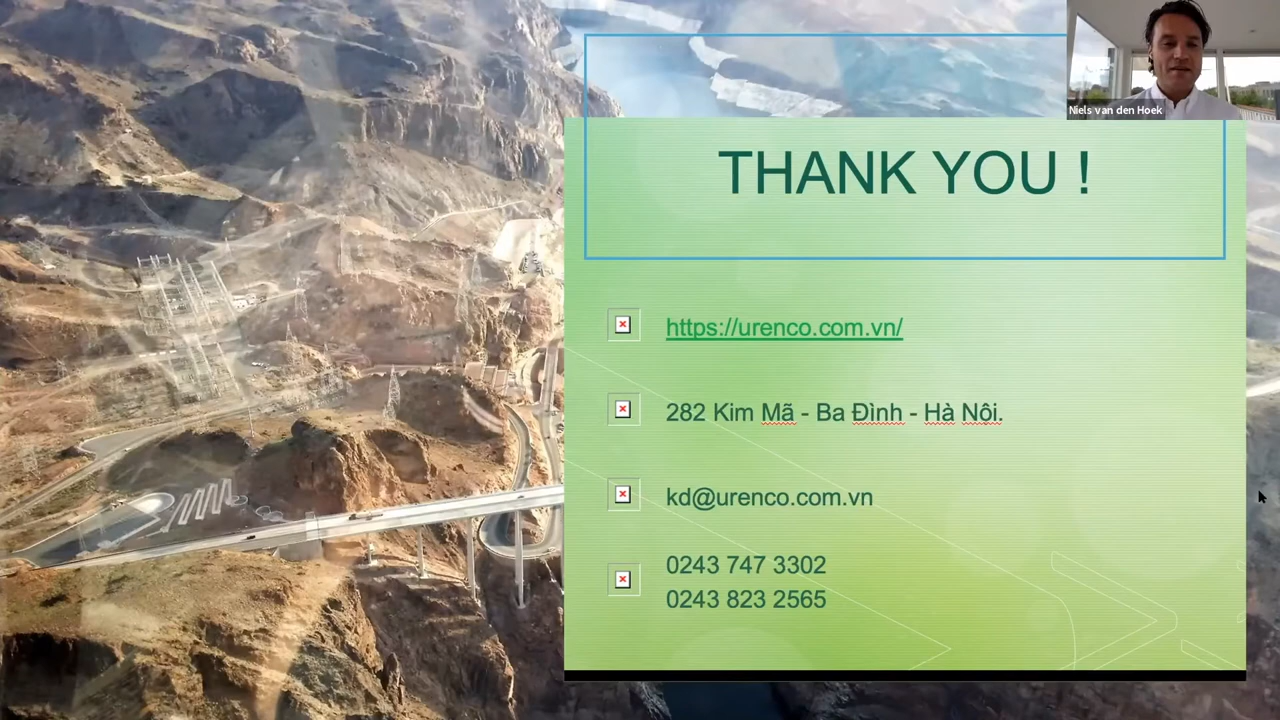 Niels van den Hoek
THANK YOU !
https://urenco.com.vn/
282 Kim Mã - Ba Đình - Hà Nội.
kd@urenco.com.vn
0243 747 3302
0243 823 2565